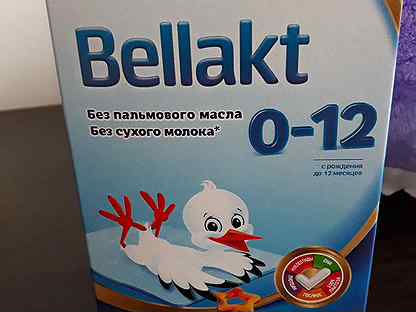 Bellakt
Без пальмового масла
Без сухого молока*
0-12
с рождения
до 12 месяцев